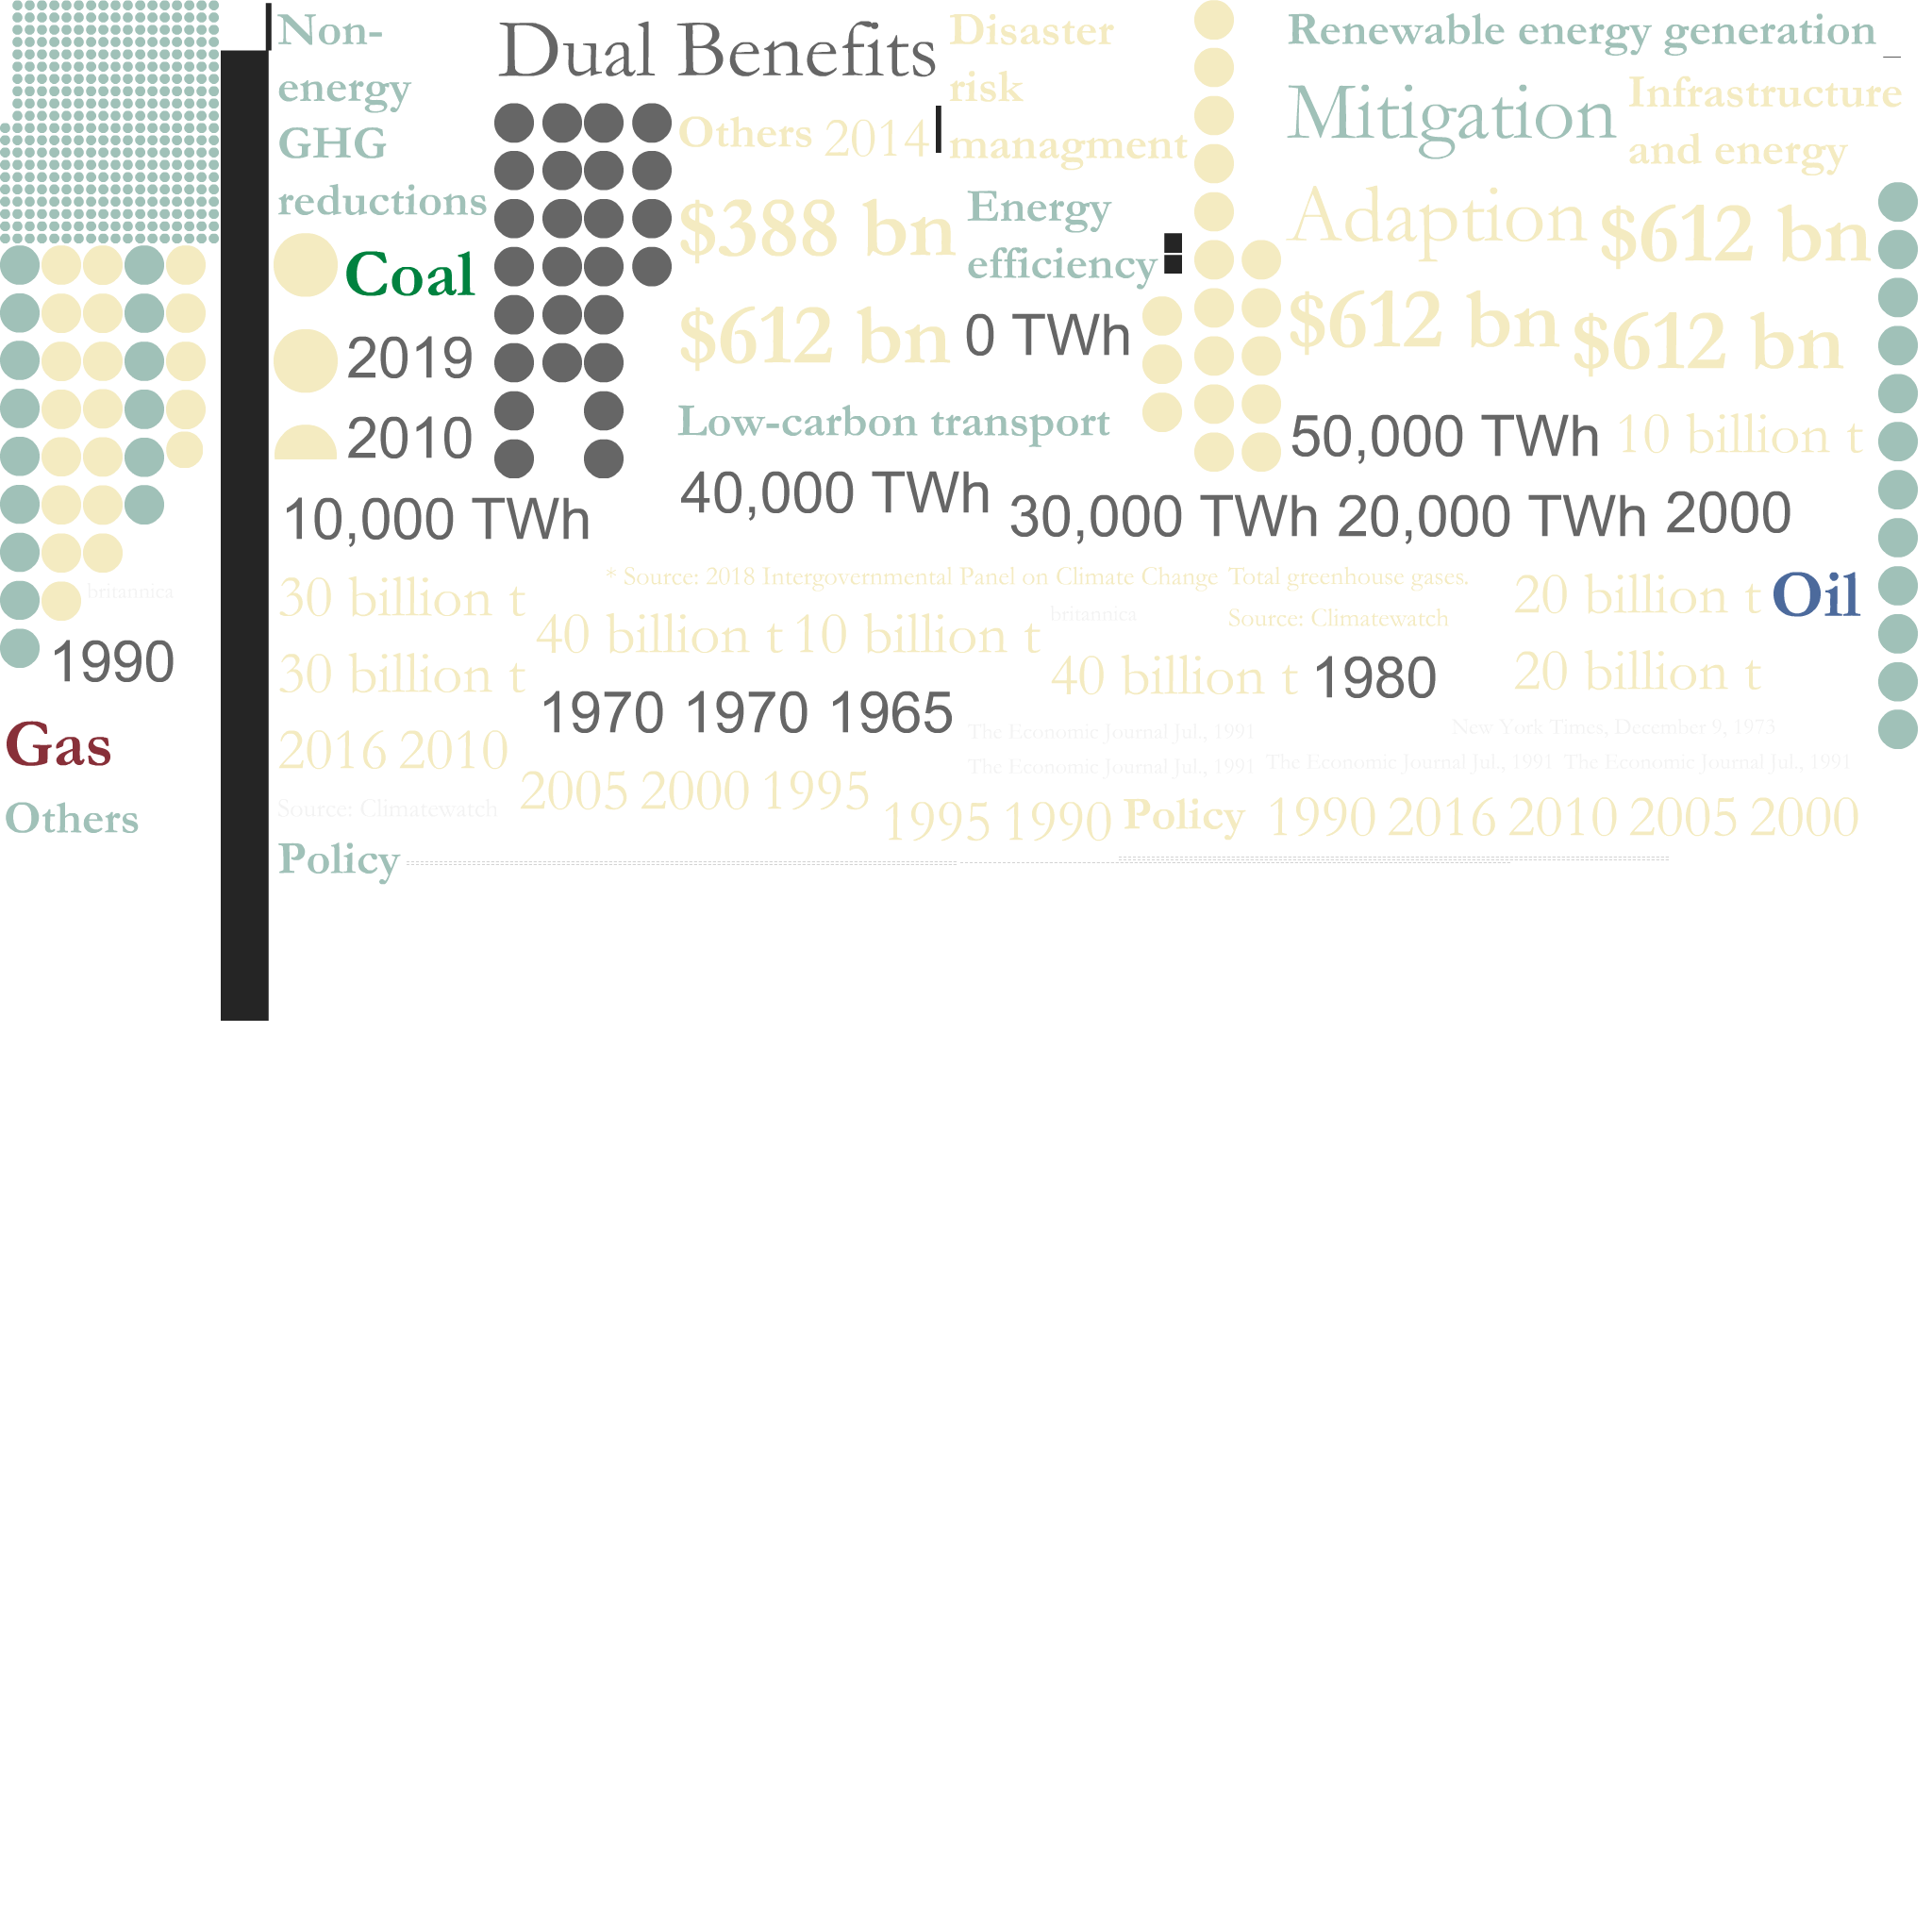 Non-
energy
GHG
reductions
Dual Benefits
Disaster
risk
managment
Renewable energy generation
Mitigation
Infrastructure
and energy
Others 2014
$388 bn
Energy
efficiency
Adaption $612 bn
Coal
$612 bn
0 TWh
$612 bn $612 bn
2019
2010
Low-carbon transport
50,000 TWh 10 billion t
10,000 TWh
40,000 TWh
30,000 TWh 20,000 TWh 2000
britannica
30 billion t
* Source: 2018 Intergovernmental Panel on Climate Change
Total greenhouse gases.
20 billion t Oil
40 billion t 10 billion t
britannica
Source: Climatewatch
1990
30 billion t
40 billion t 1980
20 billion t
1970 1970 1965
Gas
2016 2010
The Economic Journal Jul., 1991
New York Times, December 9, 1973
The Economic Journal Jul., 1991
The Economic Journal Jul., 1991
The Economic Journal Jul., 1991
2005 2000 1995
Others
Source: Climatewatch
1995 1990 Policy
1990 2016 2010 2005 2000
Policy